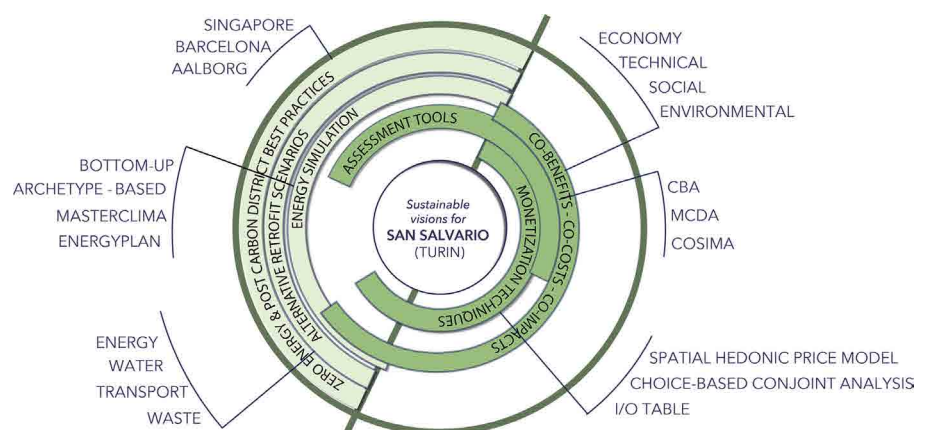 SINGAPORE
BARCELONA
AALBORG
ECONOMY
TECHNICAL
SOCIAL
ENVIRONMENTAL
BOTTOM-UP
ARCHETYPE - BASED
MASTERCLIMA
ENERGYPLAN
ZERO ENERGY & POST CARBON DISTRICT BEST PRACTICES
ALTERNATIVE RETROFIT SCENARIOS
ENERGY SIMULATION
ASSESSMENT TOOLS
Sustainable
visions for
SAN SALVARIO
(TURIN)
MONETIZATION TECHNIQUES
CO-BENEFITS - CO-COSTS - CO-IMPACTS
CBA
MCDA
COSIMA
ENERGY
WATER
TRANSPORT
WASTE
SPATIAL HEDONIC PRICE MODEL
CHOICE-BASED CONJOINT ANALYSIS
I/O TABLE